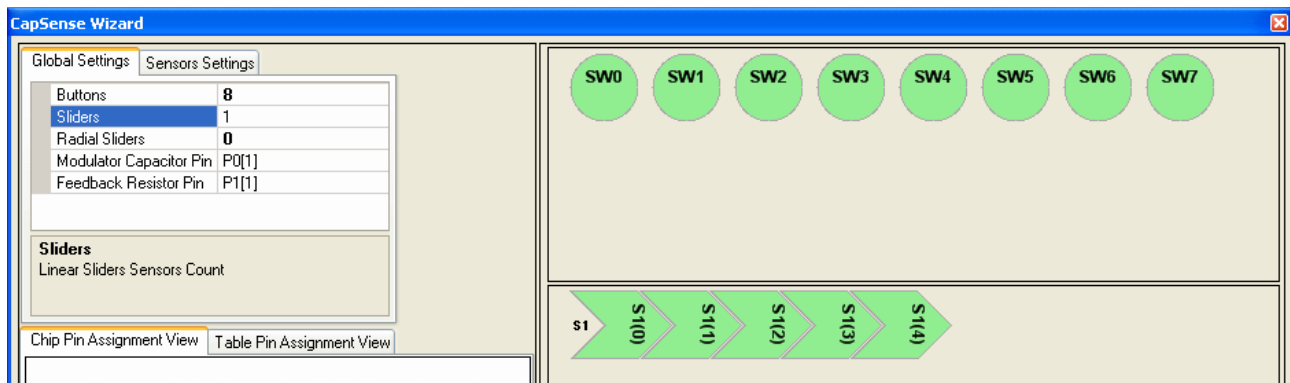 CapSense Wizard
Global Settings Sensors Settings
Buttons 8
Sliders 1
Radial Sliders 0
Modulator Capacitor Pin P0[1]
Feedback Resistor Pin P1[1]
Sliders
Linear Sliders Sensors Count
Chip Pin Assignment View Table Pin Assignment View
SW0 SW1 SW2 SW3 SW4 SW5 SW6 SW7
S1 S1(0) S1(1) S1(2) S1(3) S1(4)